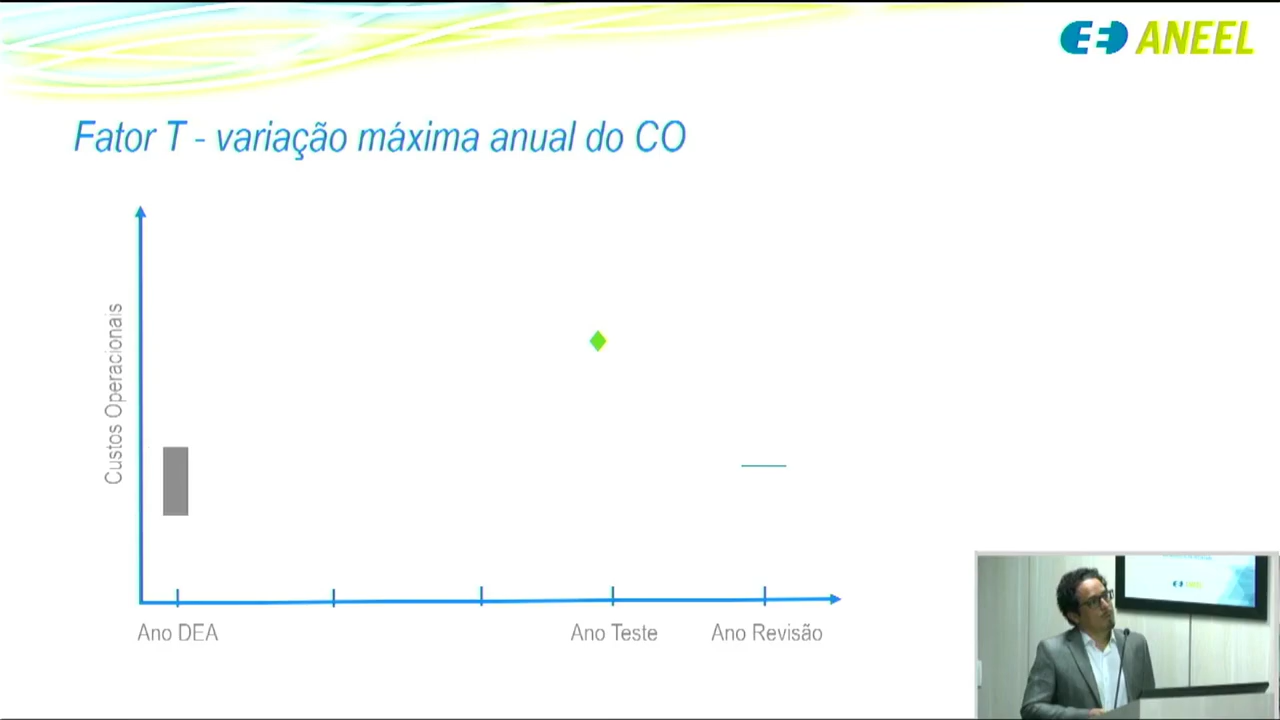 ANEEL
Fator T - variação máxima anual do CO
Custos Operacionais
Ano DEA
Ano Teste
Ano Revisão